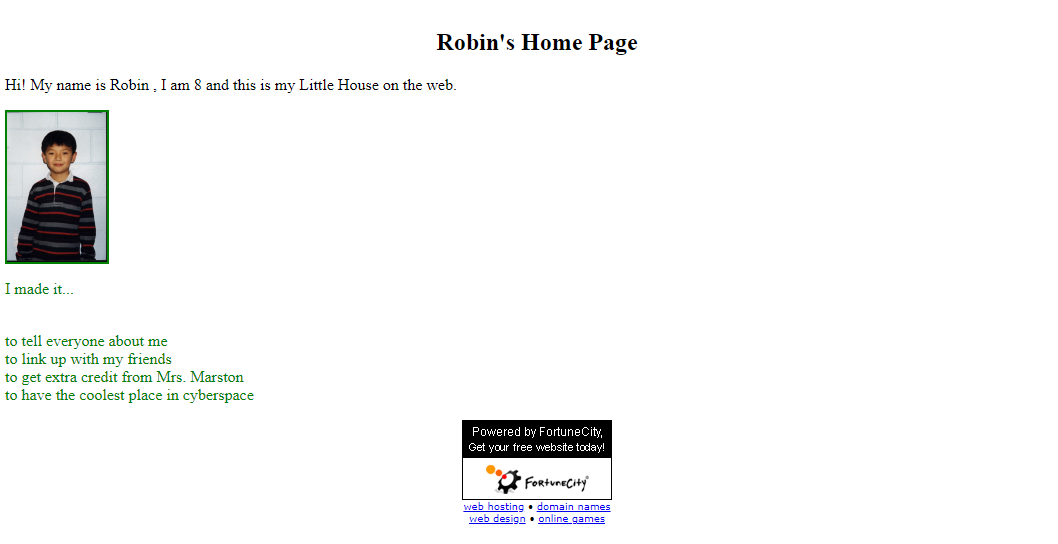 Robin's Home Page
Hi! My name is Robin , I am 8 and this is my Little House on the web.
I made it...
to tell everyone about me
to link up with my friends
to get extra credit from Mrs. Marston
to have the coolest place in cyberspace
Powered by FortuneCity,
Get your free website today!
FORTUNECITY
web hosting • domain names
web design • online games